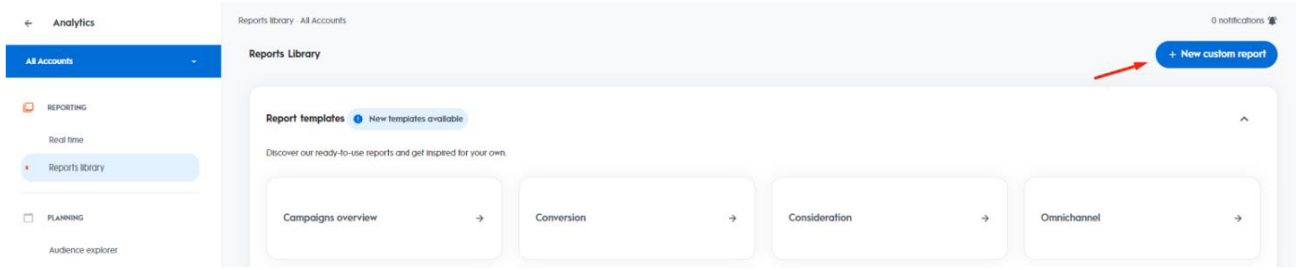 Analytics
All Accounts
REPORTING
Real time
Reports library
PLANNING
Audience explorer
Reports library · All Accounts
0 notifications
Reports Library
+ New custom report
Report templates
New templates available
Discover our ready-to-use reports and get inspired for your own.
Campaigns overview
Conversion
Consideration
Omnichannel